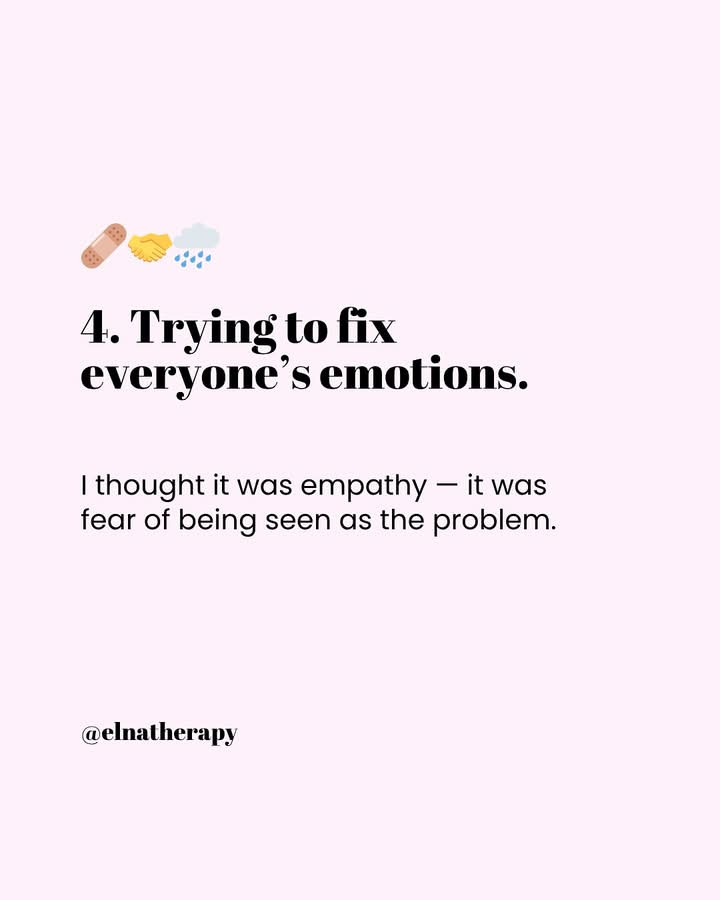 🩹🤝🌧️
4. Trying to fix
everyone’s emotions.
I thought it was empathy — it was
fear of being seen as the problem.
@elnatherapy